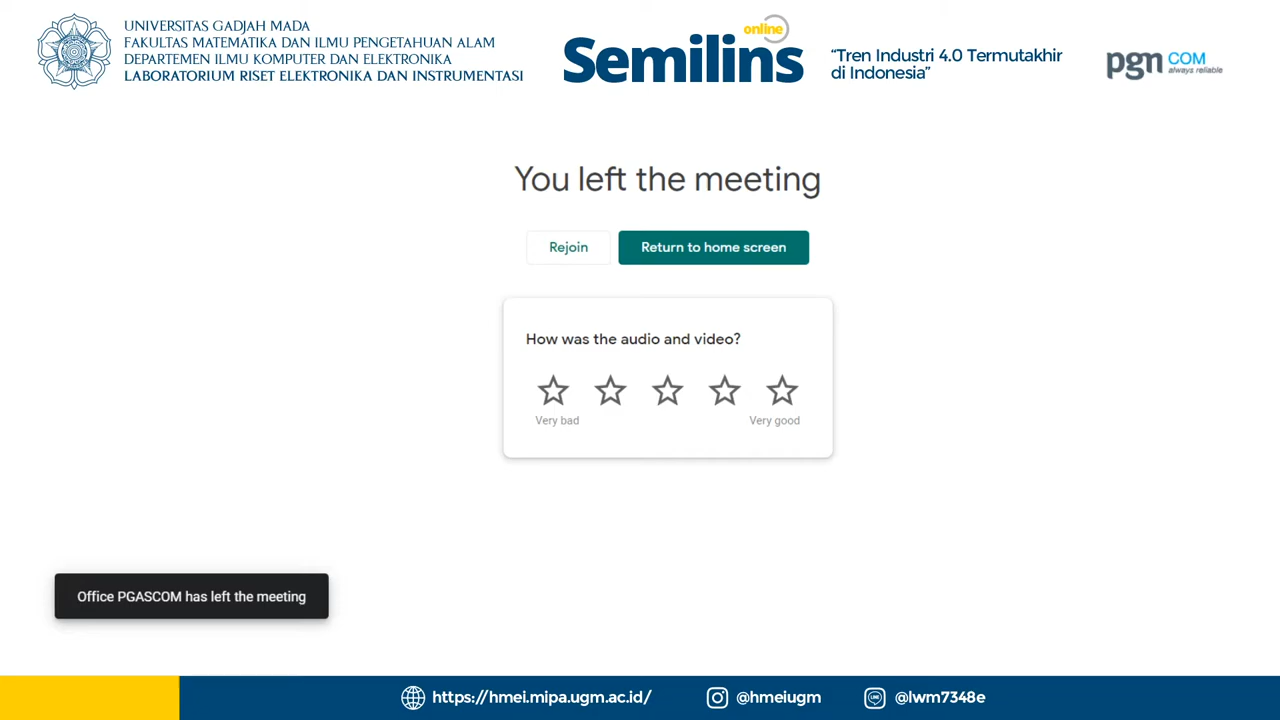 UNIVERSITAS GADJAH MADA
FAKULTAS MATEMATIKA DAN ILMU PENGETAHUAN ALAM
DEPARTEMEN ILMU KOMPUTER DAN ELEKTRONIKA
LABORATORIUM RISET ELEKTRONIKA DAN INSTRUMENTASI
online
Semilins
“Tren Industri 4.0 Termutakhir
di Indonesia”
pgn COM
always reliable
You left the meeting
Rejoin
Return to home screen
How was the audio and video?
Very bad
Very good
Office PGASCOM has left the meeting
https://hmei.mipa.ugm.ac.id/
@hmeiugm
LINE
@lwm7348e